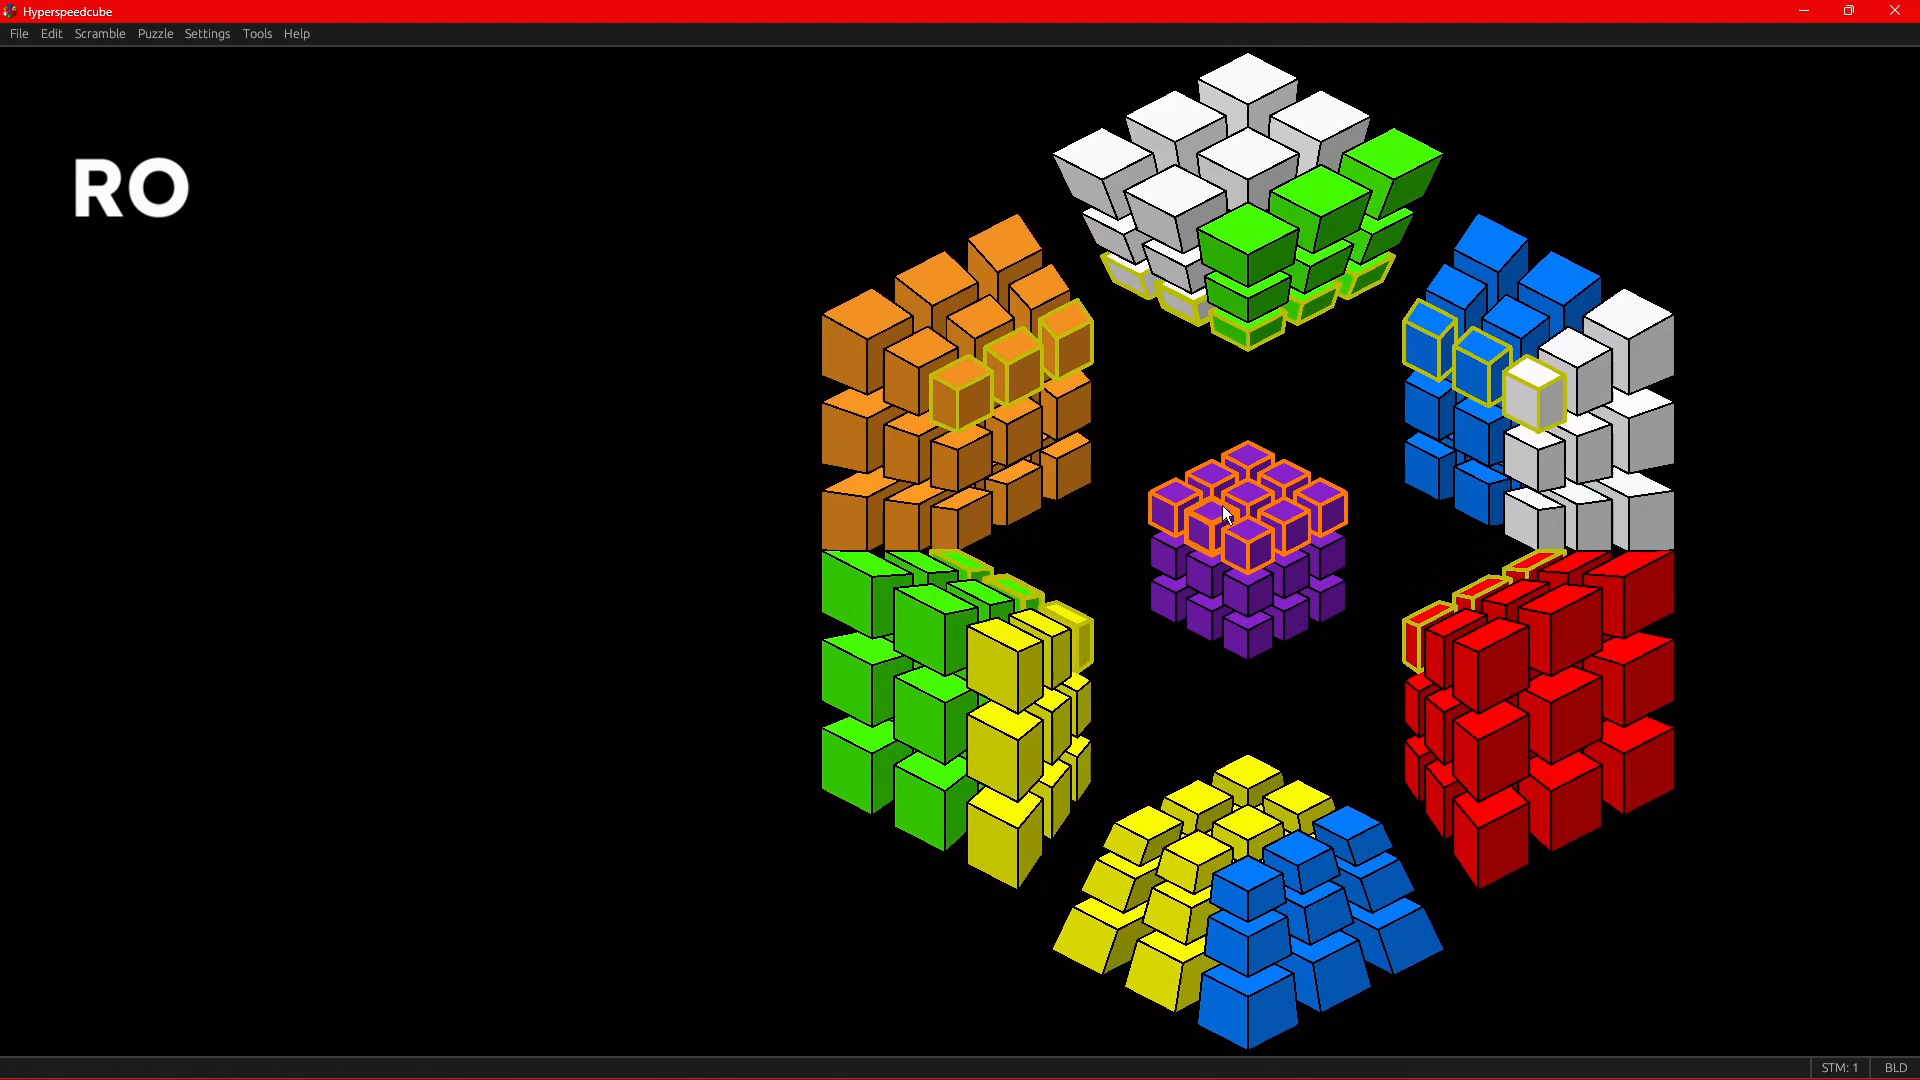 Hyperspeedcube
File Edit Scramble Puzzle Settings Tools Help
RO
STM: 1 BLD